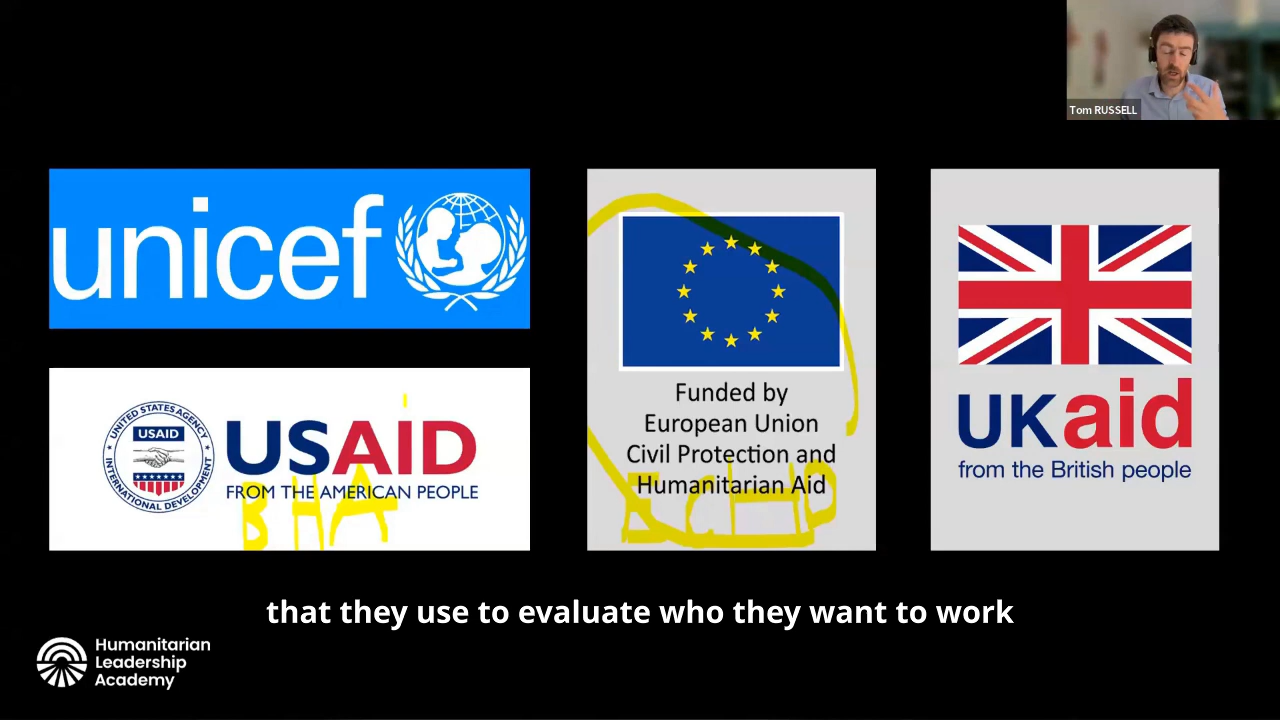 Tom RUSSELL
unicef
UNITED STATES AGENCY
USAID
INTERNATIONAL DEVELOPMENT
USAID
FROM THE AMERICAN PEOPLE
BHA
Funded by
European Union
Civil Protection and
Humanitarian Aid
ECHO
UKaid
from the British people
that they use to evaluate who they want to work
Humanitarian
Leadership
Academy